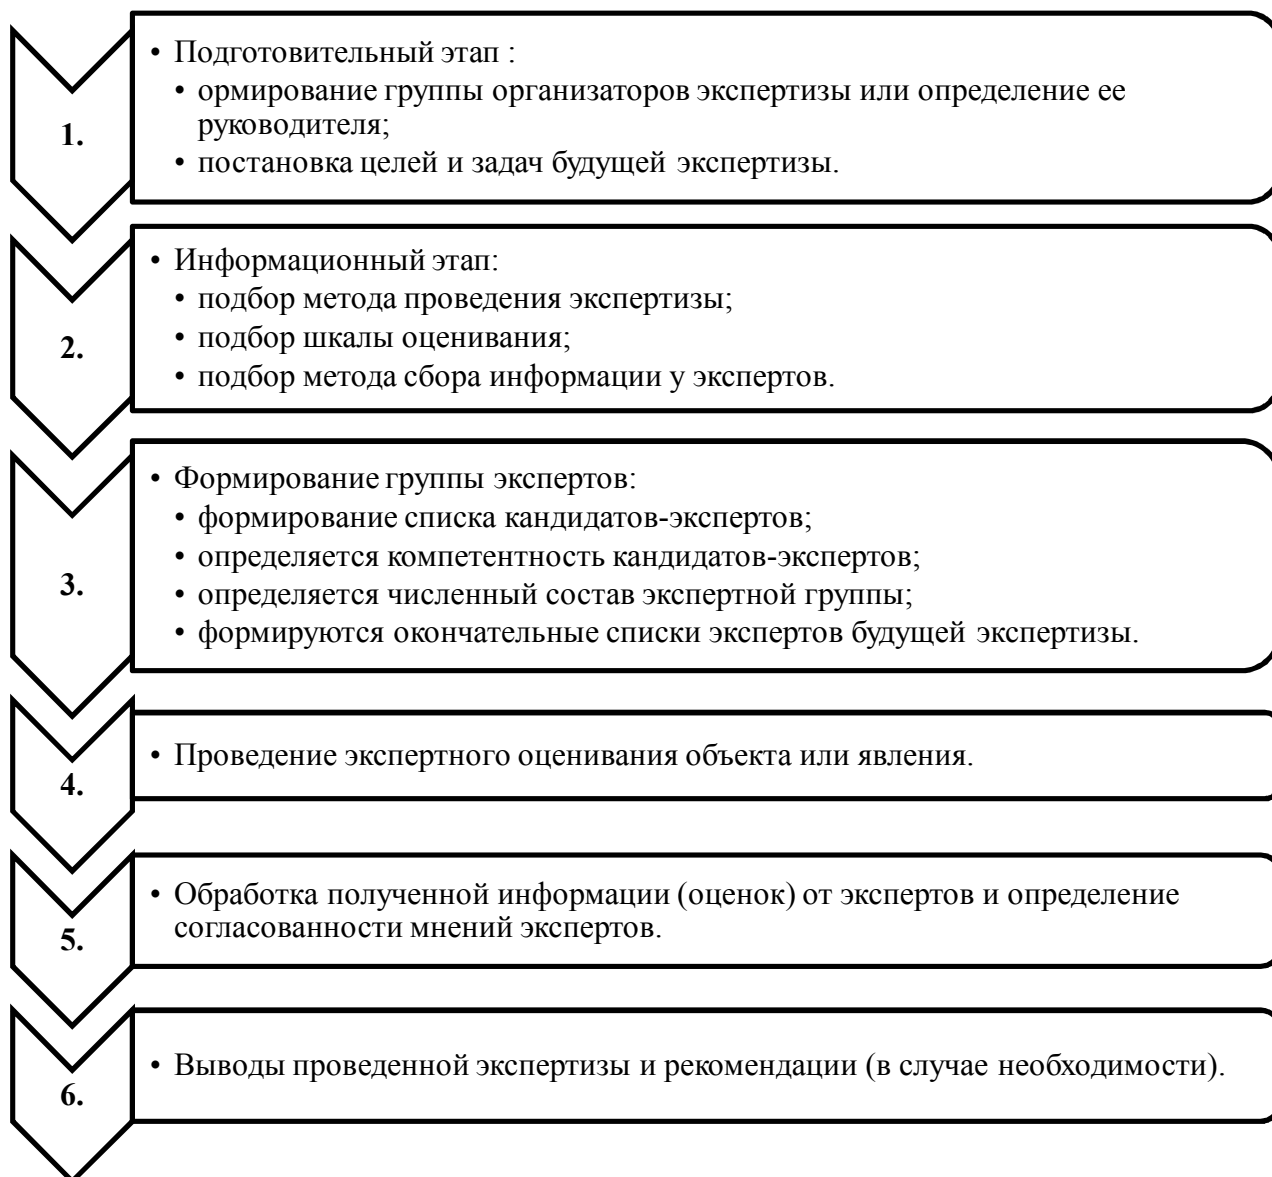 1.
• Подготовительный этап :
• ормирование группы организаторов экспертизы или определение ее
руководителя;
• постановка целей и задач будущей экспертизы.
2.
• Информационный этап:
• подбор метода проведения экспертизы;
• подбор шкалы оценивания;
• подбор метода сбора информации у экспертов.
3.
• Формирование группы экспертов:
• формирование списка кандидатов-экспертов;
• определяется компетентность кандидатов-экспертов;
• определяется численный состав экспертной группы;
• формируются окончательные списки экспертов будущей экспертизы.
4.
• Проведение экспертного оценивания объекта или явления.
5.
• Обработка полученной информации (оценок) от экспертов и определение
согласованности мнений экспертов.
6.
• Выводы проведенной экспертизы и рекомендации (в случае необходимости).